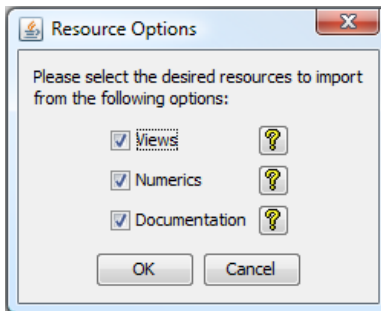 Resource Options
Please select the desired resources to import
from the following options:
Views
Numerics
Documentation
OK Cancel